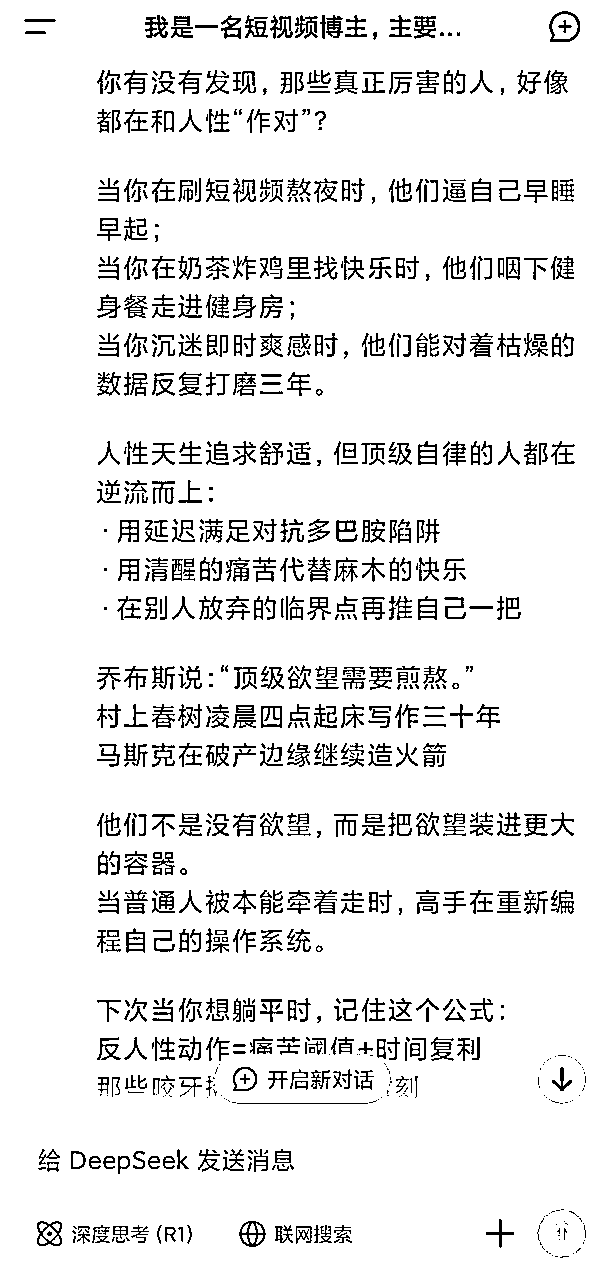 我是一名短视频博主，主要...
你有没有发现，那些真正厉害的人，好像
都在和人性“作对”？
当你在刷短视频熬夜时，他们逼自己早睡
早起；
当你在奶茶炸鸡里找快乐时，他们咽下健
身餐走进健身房；
当你沉迷即时爽感时，他们能对着枯燥的
数据反复打磨三年。
人性天生追求舒适，但顶级自律的人都在
逆流而上：
·用延迟满足对抗多巴胺陷阱
·用清醒的痛苦代替麻木的快乐
·在别人放弃的临界点再推自己一把
乔布斯说：“顶级欲望需要煎熬。”
村上春树凌晨四点起床写作三十年
马斯克在破产边缘继续造火箭
他们不是没有欲望，而是把欲望装进更大
的容器。
当普通人被本能牵着走时，高手在重新编
程自己的操作系统。
下次当你想躺平时，记住这个公式：
反人性动作=痛苦阈值+时间复利
那些咬牙 刻
开启新对话
给 DeepSeek 发送消息
深度思考 (R1) 联网搜索